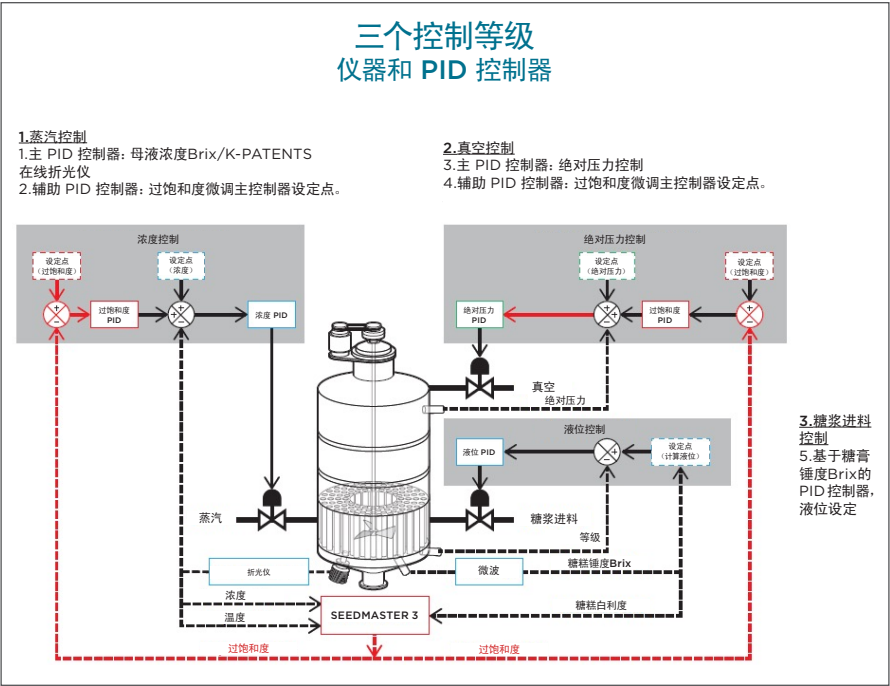 三个控制等级
仪器和 PID 控制器
1.蒸汽控制
1.主 PID 控制器: 母液浓度Brix/K-PATENTS
在线折光仪
2.辅助 PID 控制器: 过饱和度微调主控制器设定点。
2.真空控制
3.主 PID 控制器: 绝对压力控制
4.辅助 PID 控制器: 过饱和度微调主控制器设定点。
浓度控制
设定点
(过饱和度)
设定点
(浓度)
过饱和度
PID
浓度 PID
绝对压力控制
设定点
(绝对压力)
设定点
(过饱和度)
绝对压力
PID
过饱和度
PID
真空
绝对压力
液位控制
液位 PID
设定点
(计算液位)
3.糖浆进料
控制
5.基于糖膏
锤度Brix的
PID 控制器,
液位设定
蒸汽
糖浆进料
等级
折光仪
微波
糖糕锤度Brix
浓度
温度
SEEDMASTER 3
糖糕白利度
过饱和度
过饱和度